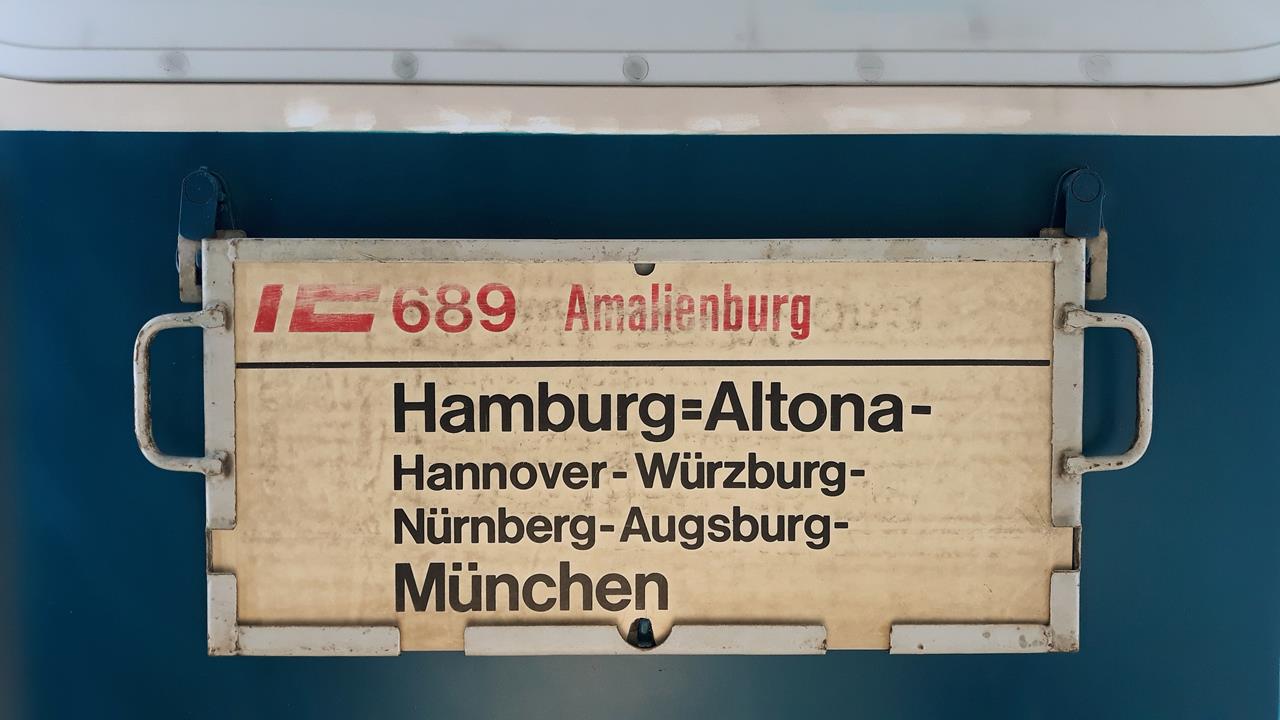 IC 689 Amalienburg
Hamburg=Altona-
Hannover-Würzburg-
Nürnberg-Augsburg-
München